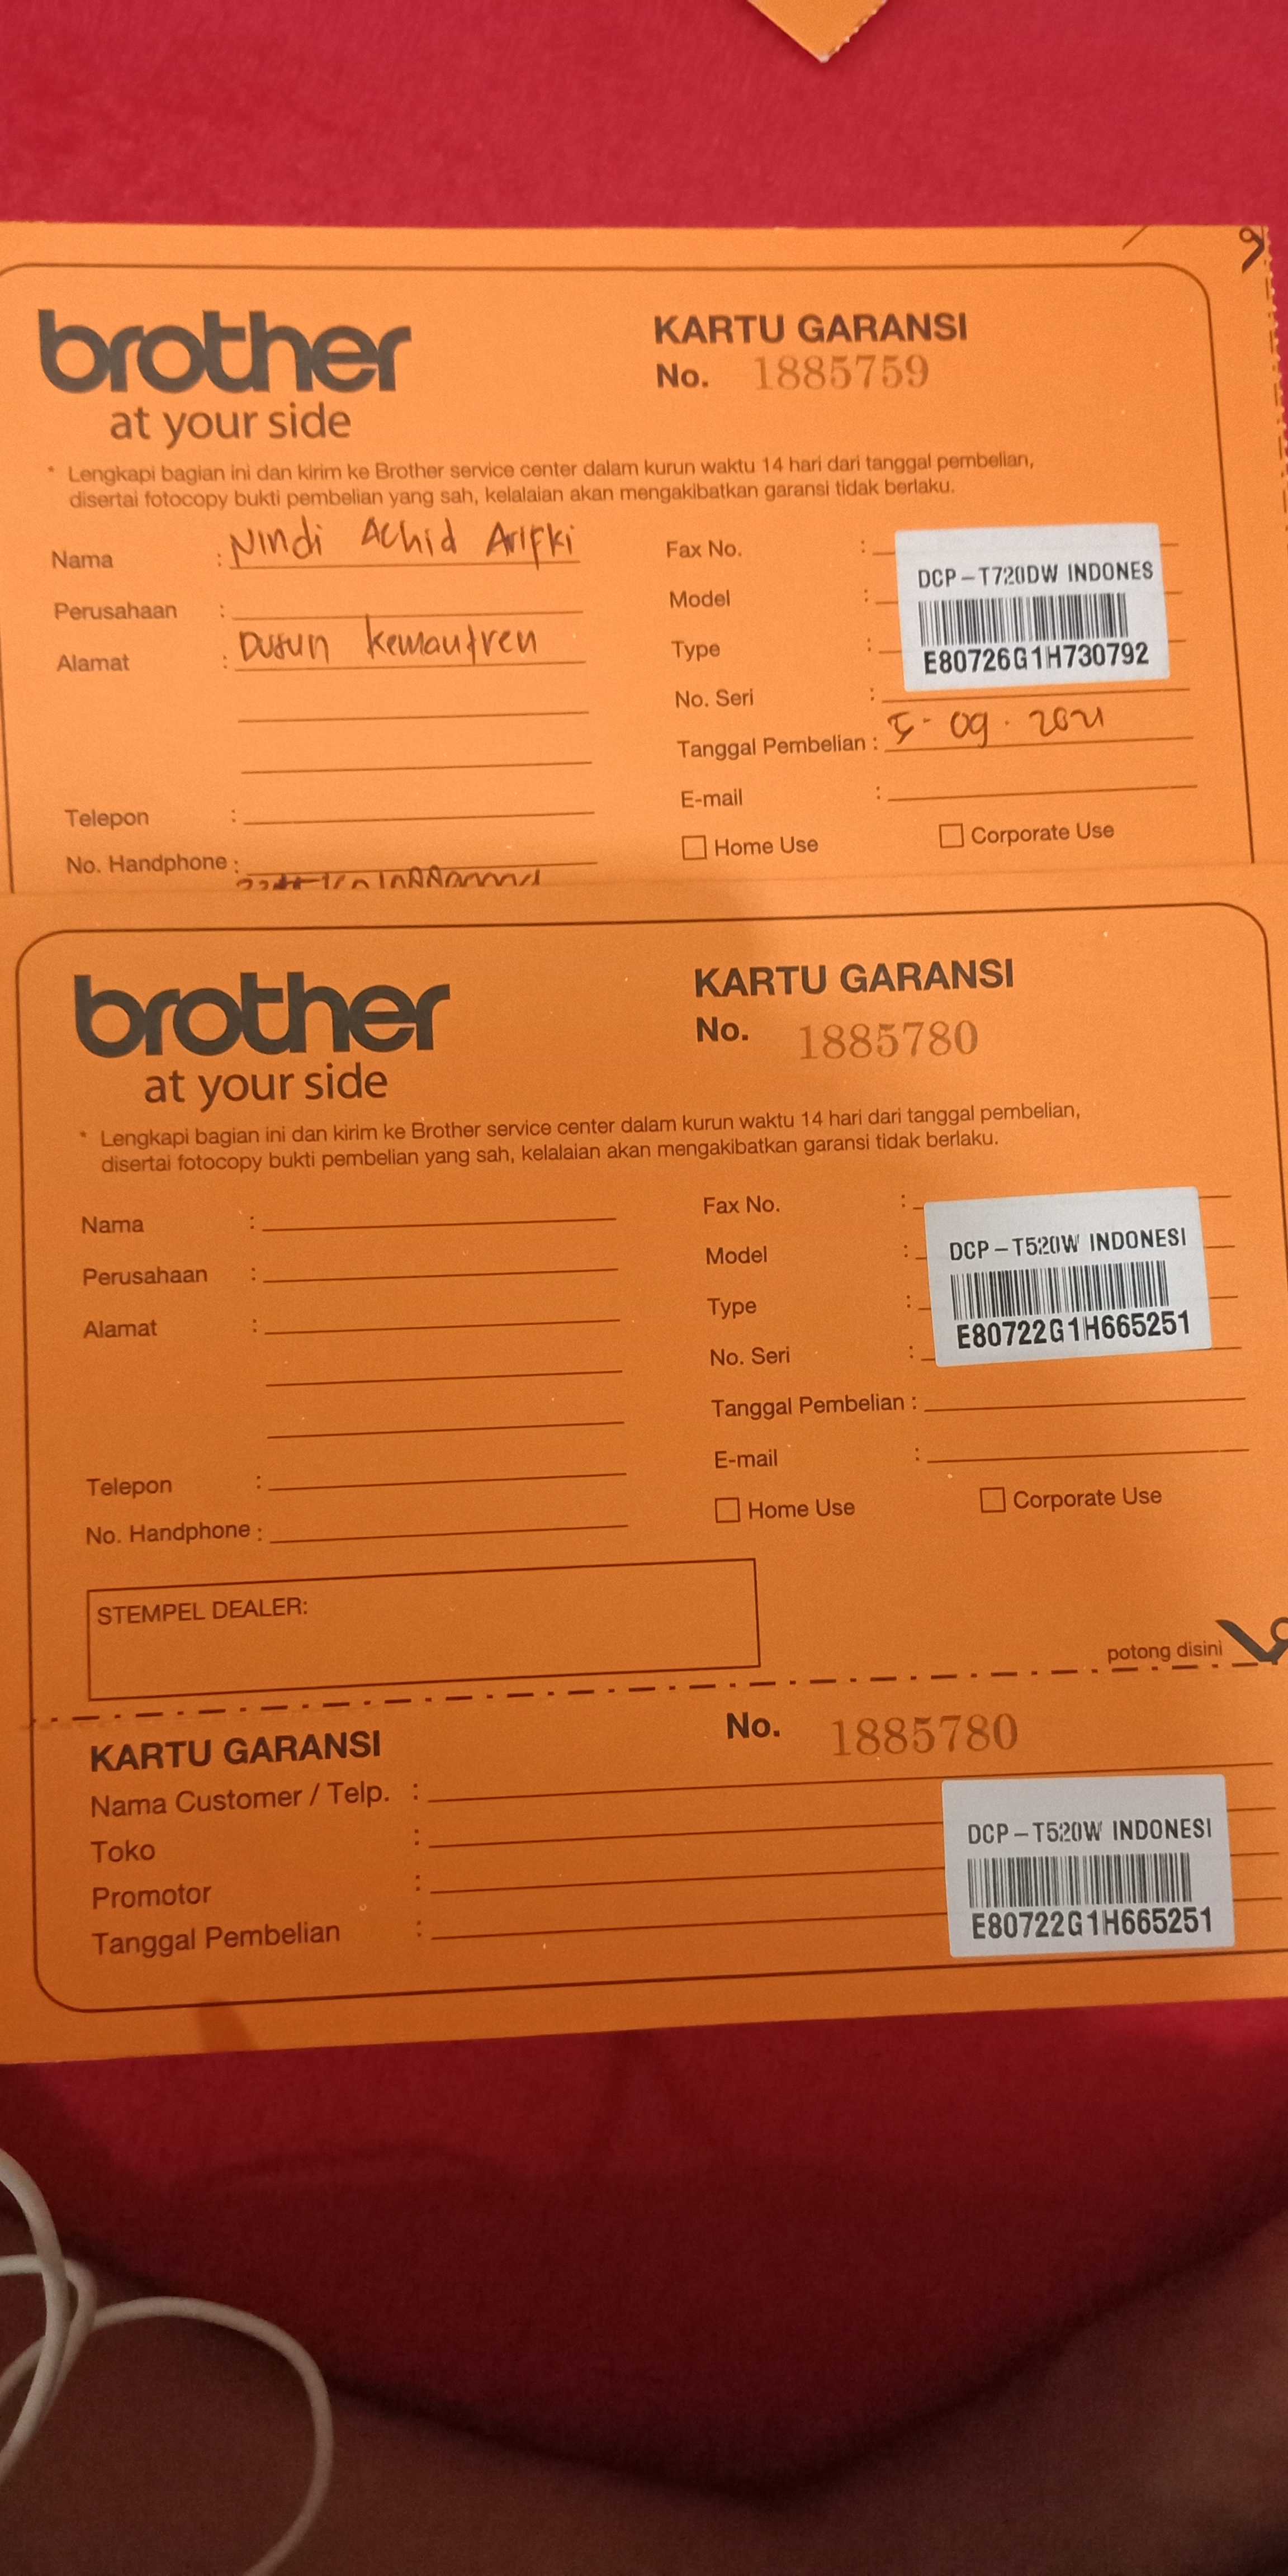 brother
at your side
KARTU GARANSI
No. 1885759
* Lengkapi bagian ini dan kirim ke Brother service center dalam kurun waktu 14 hari dari tanggal pembelian,
disertai fotocopy bukti pembelian yang sah, kelalaian akan mengakibatkan garansi tidak berlaku.
Nama : Nindi Achid Arifki
Perusahaan :
Alamat : Dusun
Telepon :
No. Handphone :
Fax No. :
Model :
Type :
No. Seri :
DCP-T720DW INDONES
E80726G1H730792
Tanggal Pembelian : 5-09.2021
E-mail :
Home Use
Corporate Use
brother
at your side
KARTU GARANSI
No. 1885780
* Lengkapi bagian ini dan kirim ke Brother service center dalam kurun waktu 14 hari dari tanggal pembelian,
disertai fotocopy bukti pembelian yang sah, kelalaian akan mengakibatkan garansi tidak berlaku.
Nama :
Perusahaan :
Alamat :
Telepon :
No. Handphone :
Fax No. :
Model :
Type :
No. Seri :
DCP-T520W INDONESI
E80722G1H665251
Tanggal Pembelian :
E-mail :
Home Use
Corporate Use
STEMPEL DEALER:
potong disini
KARTU GARANSI
No. 1885780
Nama Customer / Telp. :
Toko :
Promotor :
Tanggal Pembelian :
DCP-T520W INDONESI
E80722G1H665251